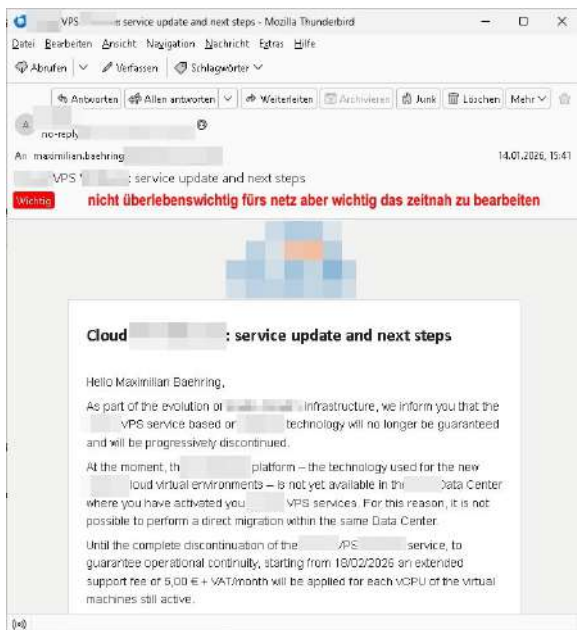 VPS service update and next steps - Mozilla Thunderbird
Datei Bearbeiten Ansicht Navigation Nachricht Extras Hilfe
Abrufen Verfassen Schlagwörter
Antworten Allen antworten Weiterleiten Archivieren Junk Löschen Mehr
A
no-reply
An maximilian.baehring 14.01.2026, 15:41
VPS : service update and next steps
Wichtig nicht überlebenswichtig fürs netz aber wichtig das zeitnah zu bearbeiten
Cloud : service update and next steps
Hello Maximilian Baehring,
As part of the evolution of infrastructure, we inform you that the
VPS service based on technology will no longer be guaranteed
and will be progressively discontinued.
At the moment, th platform – the technology used for the new
loud virtual environments – is not yet available in the Data Center
where you have activated you VPS services. For this reason, it is not
possible to perform a direct migration within the same Data Center.
Until the complete discontinuation of the service, to
guarantee operational continuity, starting from 18/02/2026 an extended
support fee of 5,00 € + VAT/month will be applied for each vCPU of the virtual
machines still active.